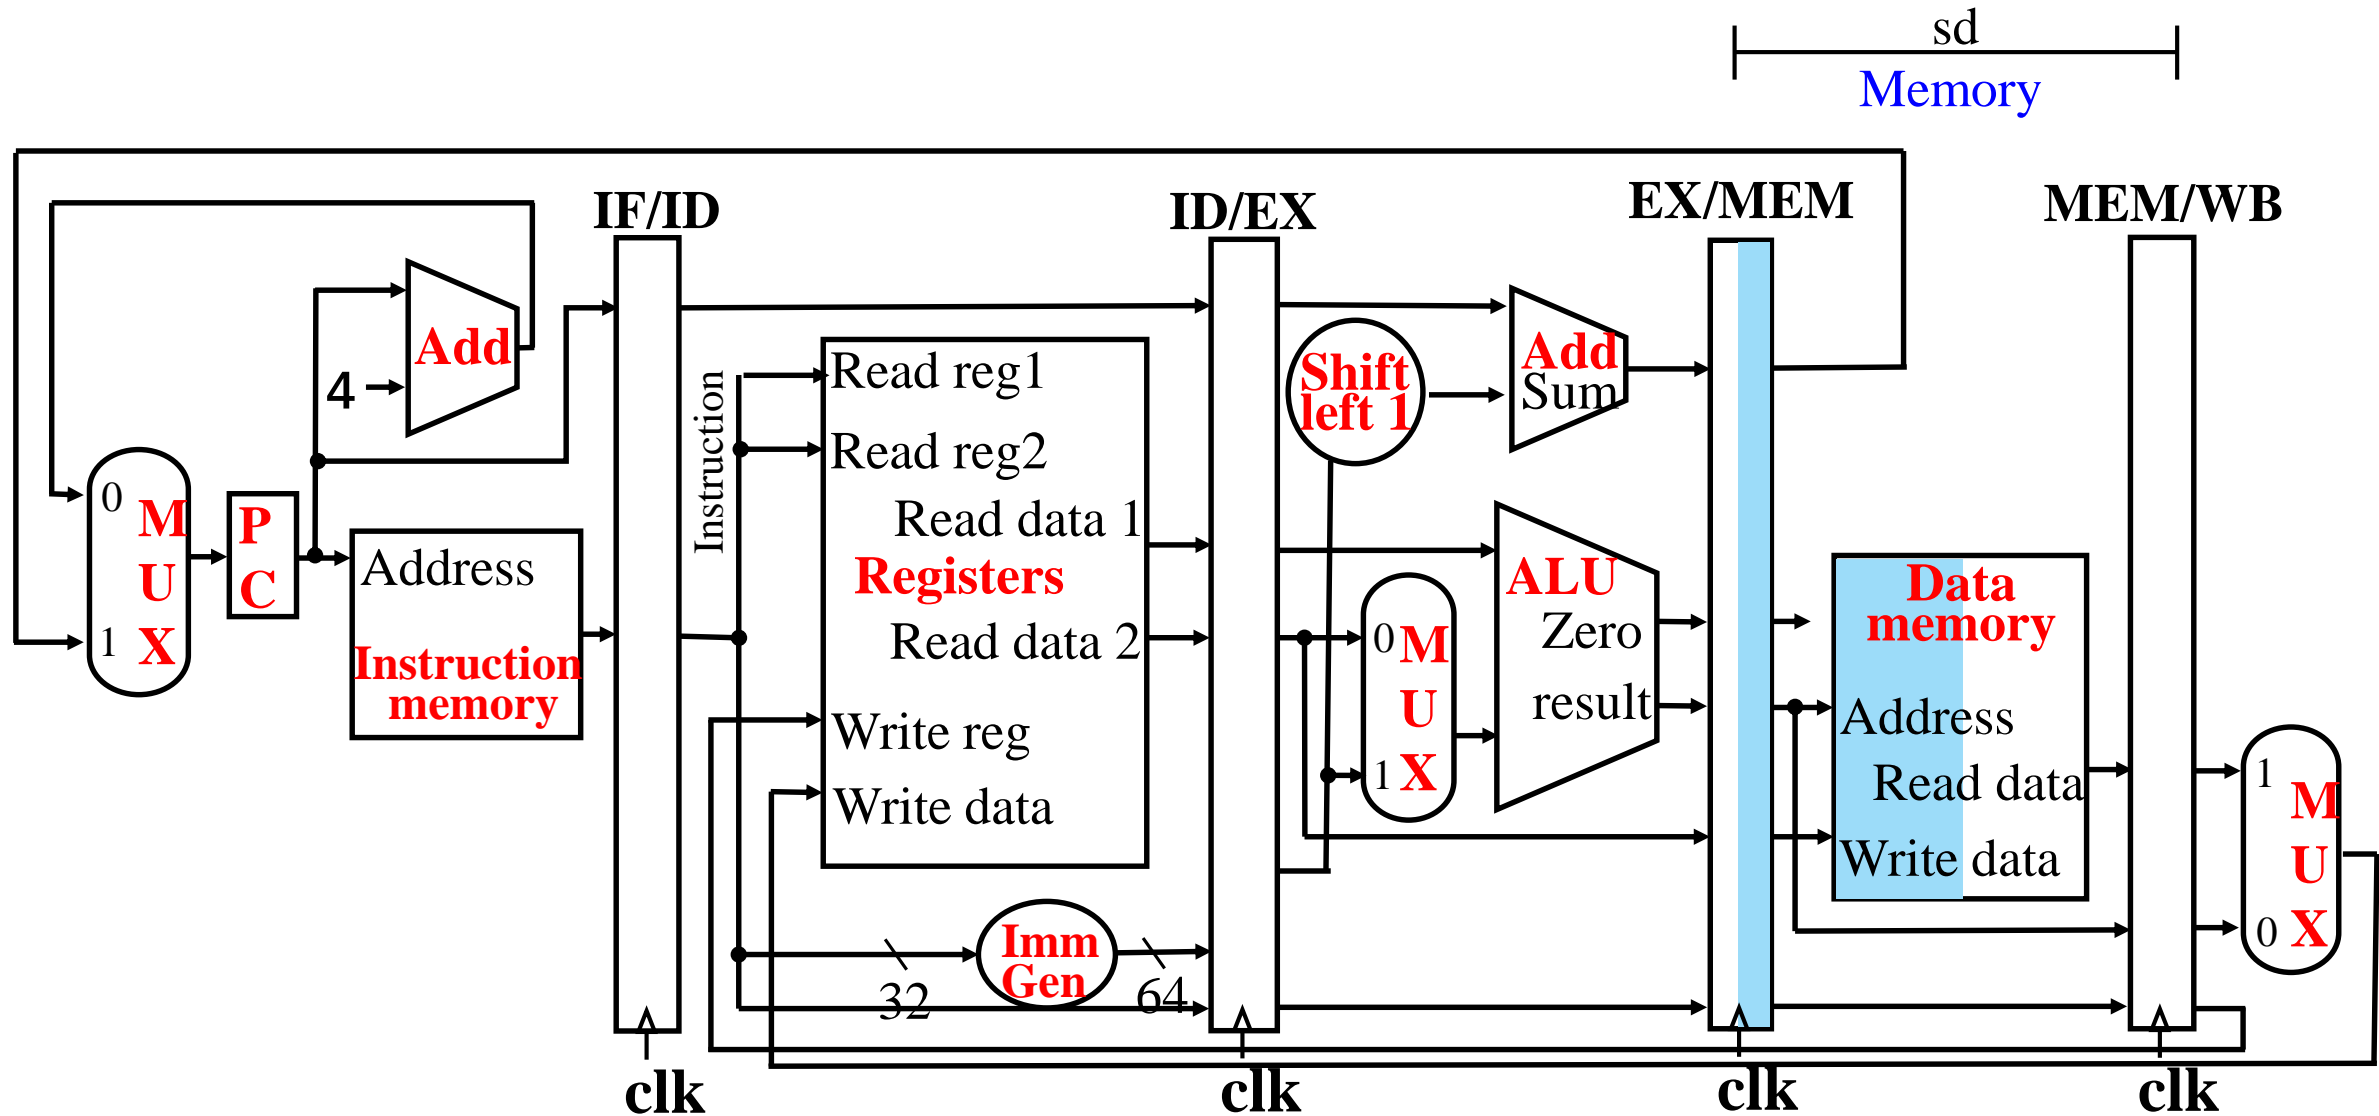 sd
Memory
IF/ID
ID/EX
EX/MEM
MEM/WB
Add
4
0
M
U
X
1
P
C
Address
Instruction
memory
Instruction
Read reg1
Read reg2
Read data 1
Registers
Read data 2
Write reg
Write data
Imm
Gen
32
64
Shift
left 1
Add
Sum
0
M
U
X
1
ALU
Zero
result
Data
memory
Address
Read data
Write data
1
M
U
X
0
clk
clk
clk
clk